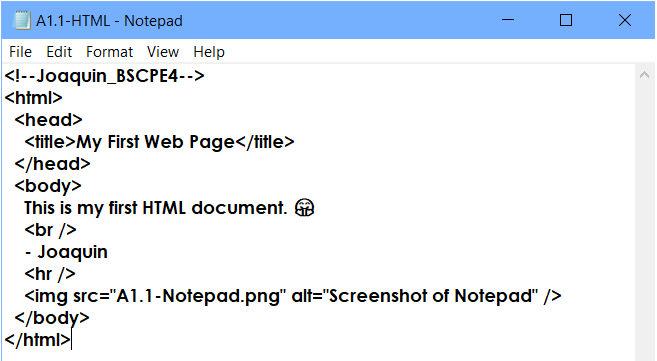 A1.1-HTML - Notepad
File Edit Format View Help
<!--Joaquin_BSCPE4-->
<html>
<head>
<title>My First Web Page</title>
</head>
<body>
This is my first HTML document. 🤭
<br />
- Joaquin
<hr />
<img src="A1.1-Notepad.png" alt="Screenshot of Notepad" />
</body>
</html>